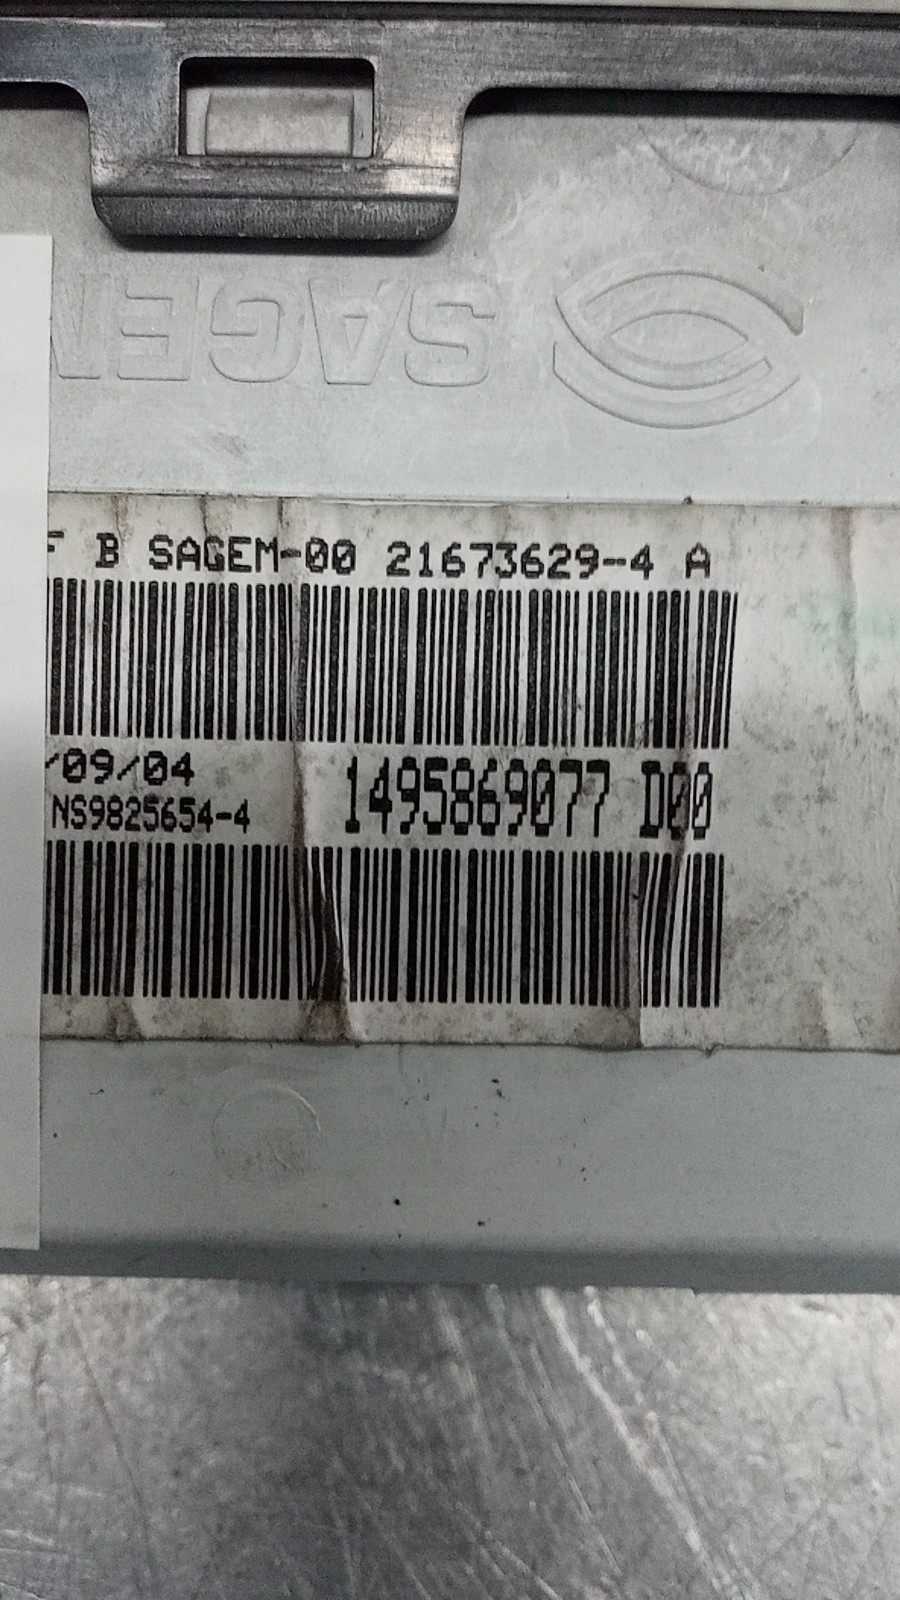 SAGEM
F B SAGEM-00 21673629-4 A
/09/04
NS9825654-4 1495869077 D00